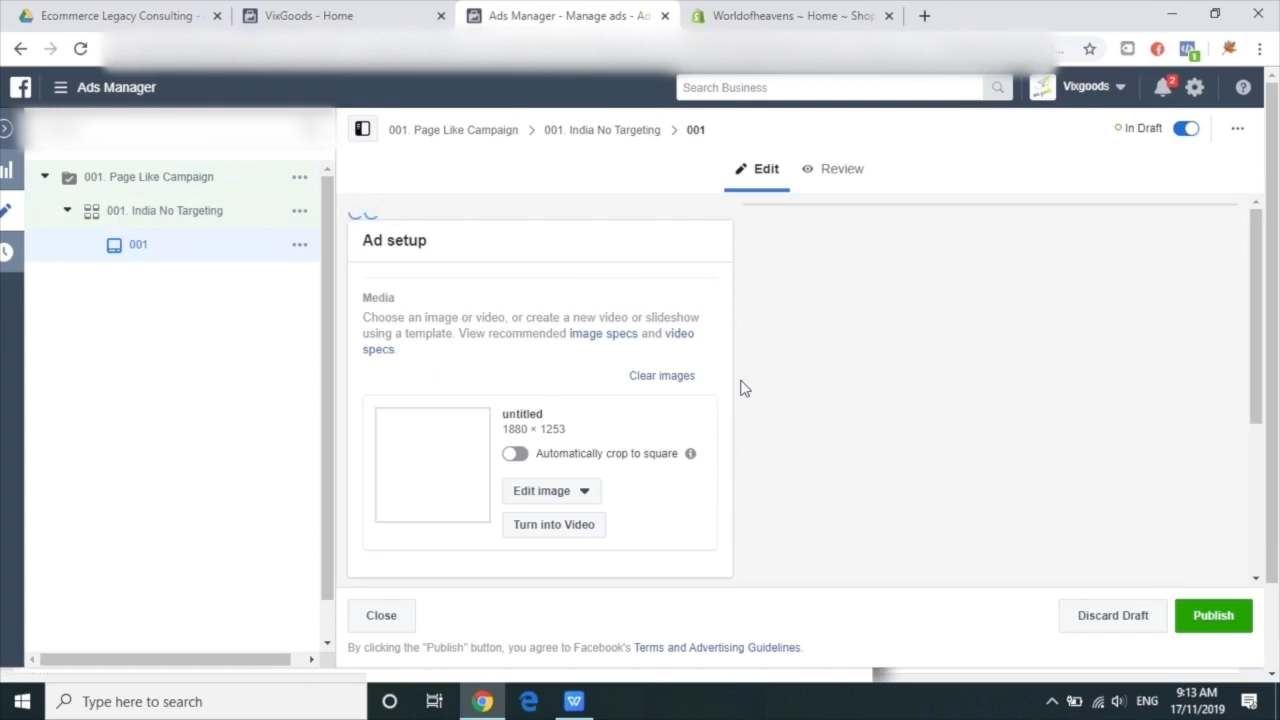 Ecommerce Legacy Consulting -
VixGoods - Home
Ads Manager - Manage ads - Ad
Worldofheavens ~ Home ~ Shop
Ads Manager
Search Business
Vixgoods
2
001. Page Like Campaign
001. India No Targeting
001
In Draft
Edit
Review
001. Page Like Campaign
001. India No Targeting
001
Ad setup
Media
Choose an image or video, or create a new video or slideshow
using a template. View recommended image specs and video
specs.
Clear images
untitled
1880 × 1253
Automatically crop to square
Edit image
Turn into Video
Close
Discard Draft
Publish
By clicking the "Publish" button, you agree to Facebook's Terms and Advertising Guidelines.
Type here to search
ENG
9:13 AM
17/11/2019